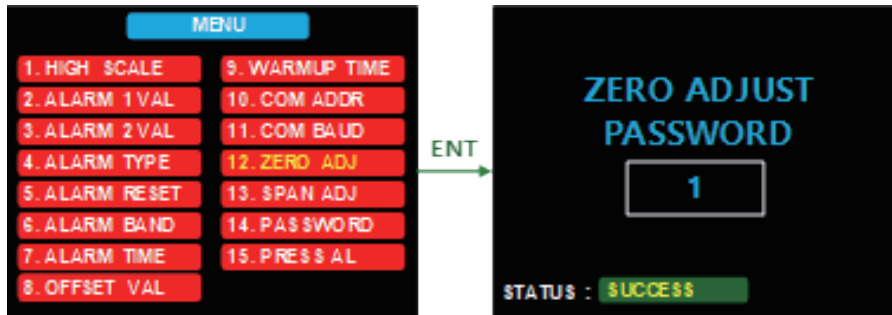 MENU
1. HIGH SCALE
2. ALARM 1 VAL
3. ALARM 2 VAL
4. ALARM TYPE
5. ALARM RESET
6. ALARM BAND
7. ALARM TIME
8. OFFSET VAL
9. WARMUP TIME
10. COM ADDR
11. COM BAUD
12. ZERO ADJ
13. SPAN ADJ
14. PASSWORD
15. PRESS AL
ENT
ZERO ADJUST
PASSWORD
1
STATUS : SUCCESS